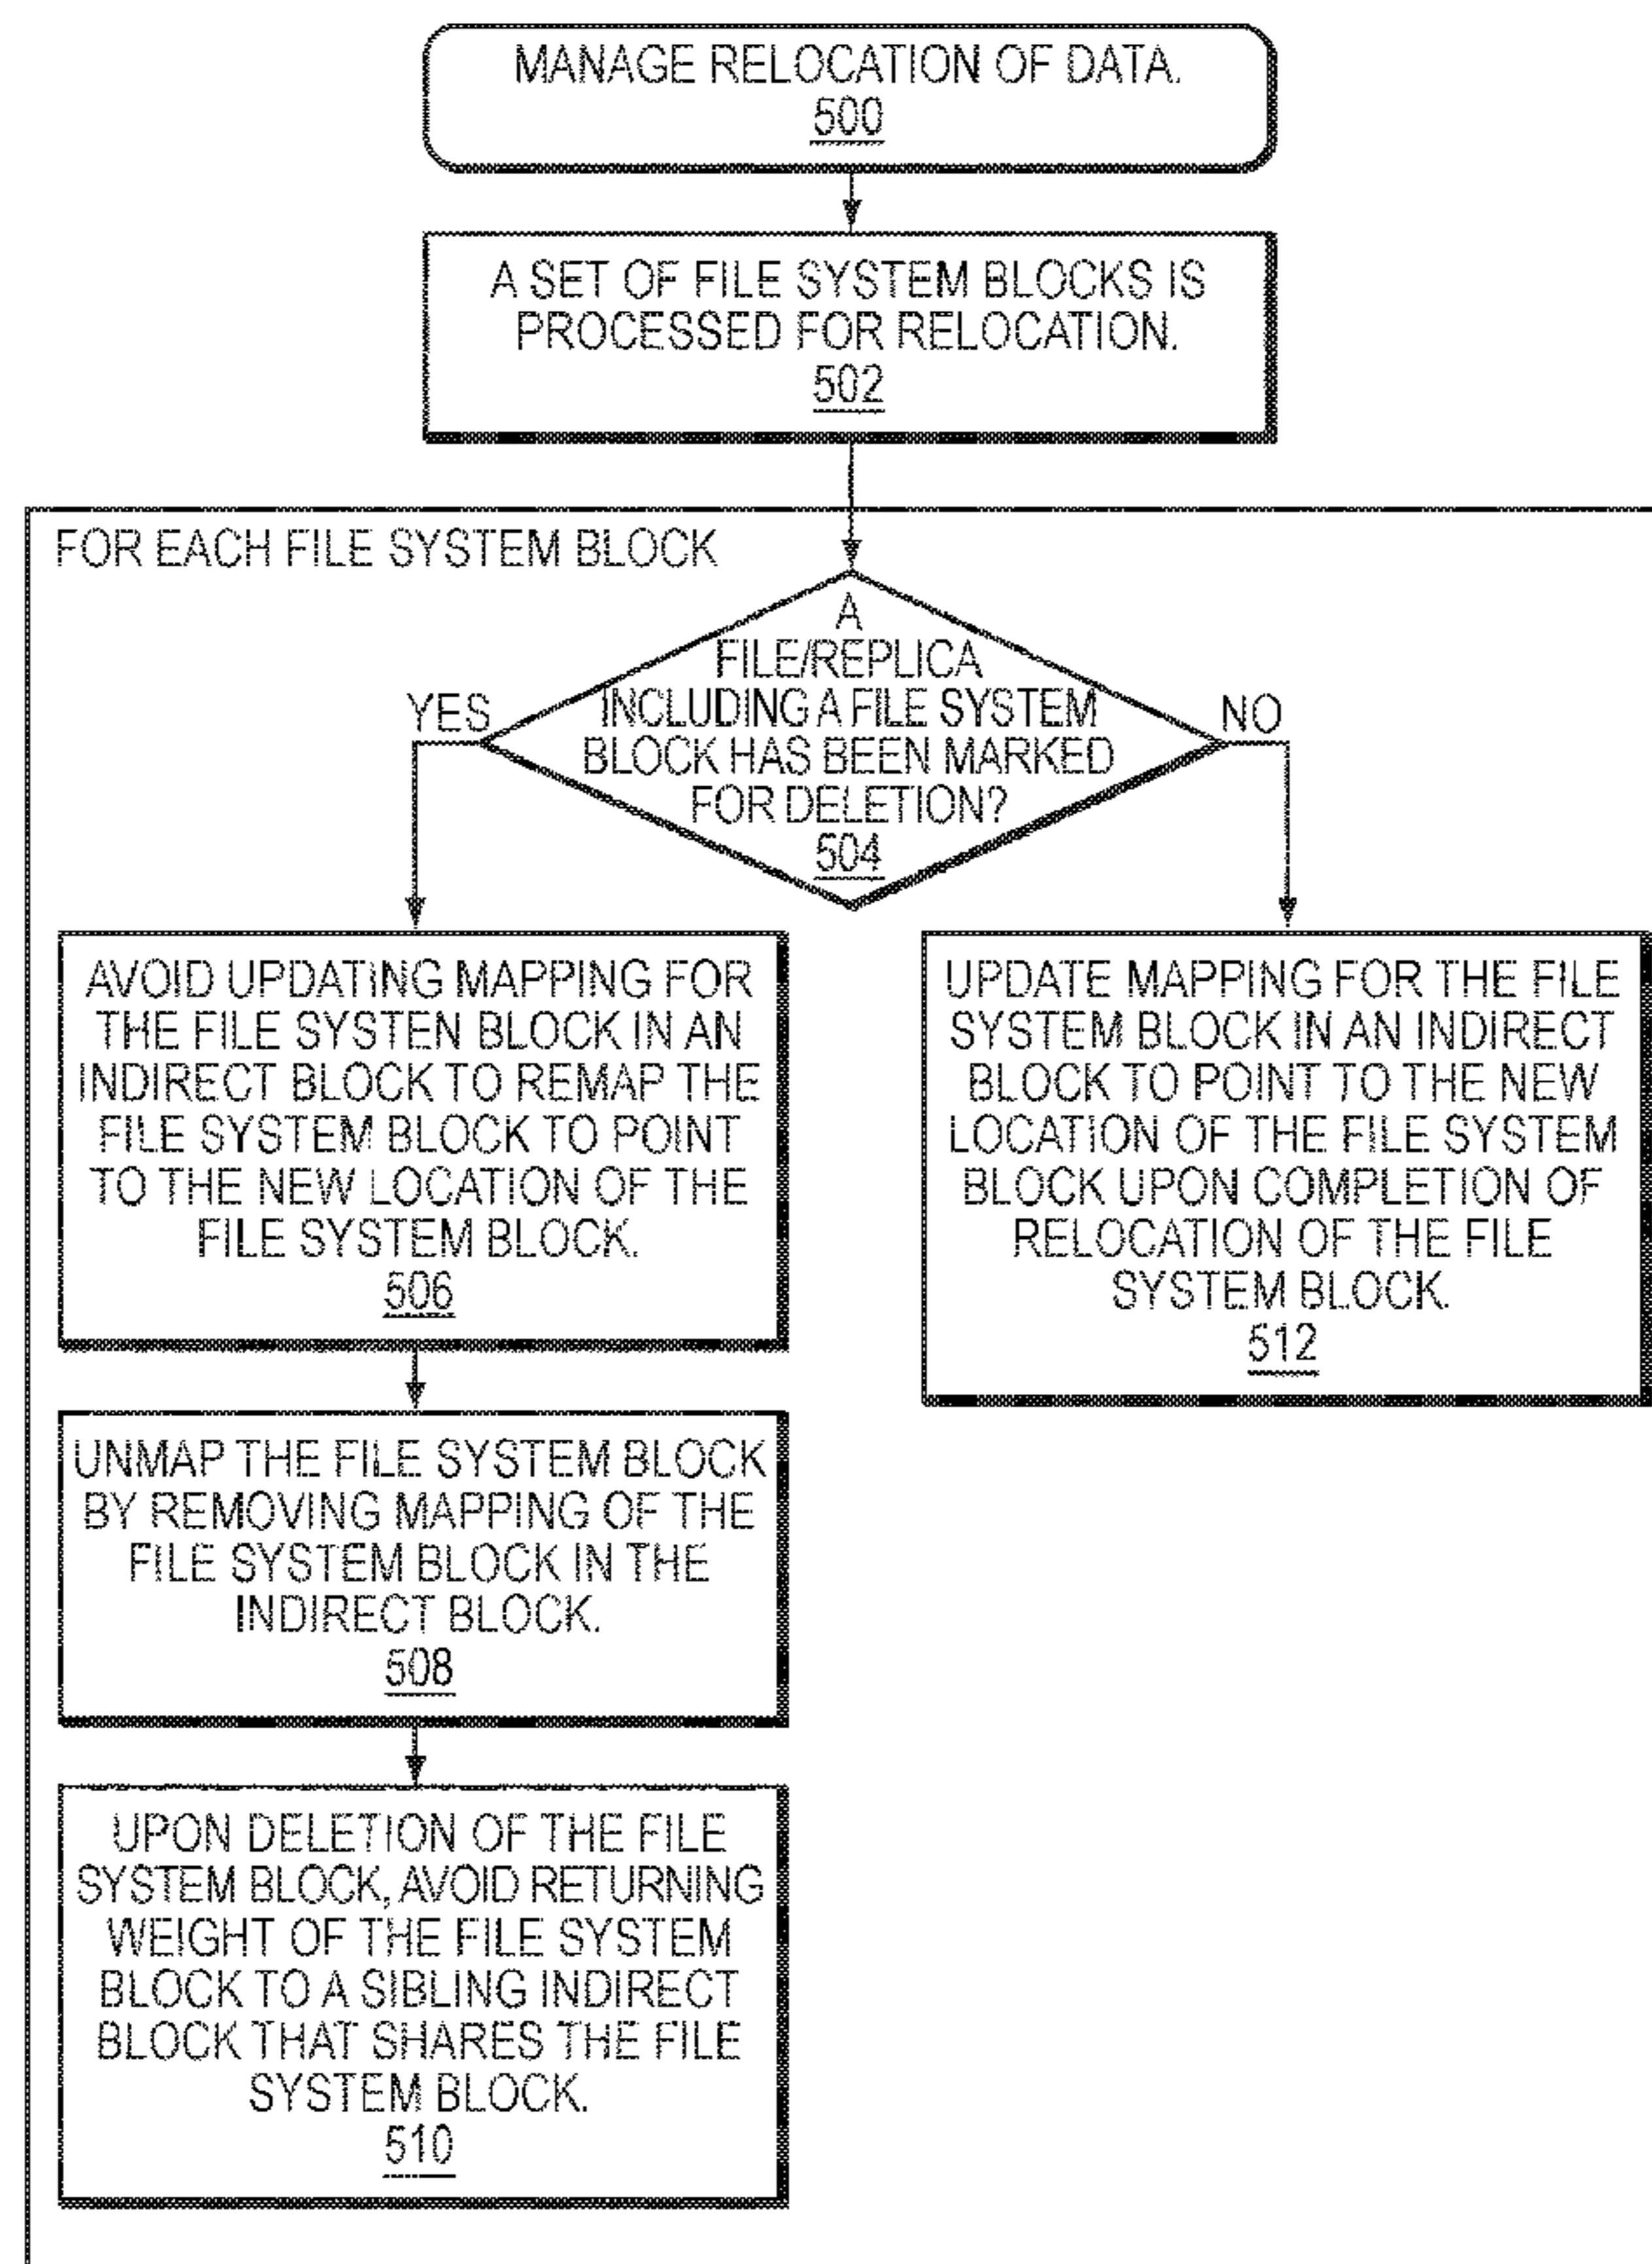 MANAGE RELOCATION OF DATA.
500
A SET OF FILE SYSTEM BLOCKS IS
PROCESSED FOR RELOCATION.
502
FOR EACH FILE SYSTEM BLOCK
A
FILE/REPLICA
INCLUDING A FILE SYSTEM
BLOCK HAS BEEN MARKED
FOR DELETION?
504
YES
NO
AVOID UPDATING MAPPING FOR
THE FILE SYSTEN BLOCK IN AN
INDIRECT BLOCK TO REMAP THE
FILE SYSTEM BLOCK TO POINT
TO THE NEW LOCATION OF THE
FILE SYSTEM BLOCK.
506
UPDATE MAPPING FOR THE FILE
SYSTEM BLOCK IN AN INDIRECT
BLOCK TO POINT TO THE NEW
LOCATION OF THE FILE SYSTEM
BLOCK UPON COMPLETION OF
RELOCATION OF THE FILE
SYSTEM BLOCK.
512
UNMAP THE FILE SYSTEM BLOCK
BY REMOVING MAPPING OF THE
FILE SYSTEM BLOCK IN THE
INDIRECT BLOCK.
508
UPON DELETION OF THE FILE
SYSTEM BLOCK, AVOID RETURNING
WEIGHT OF THE FILE SYSTEM
BLOCK TO A SIBLING INDIRECT
BLOCK THAT SHARES THE FILE
SYSTEM BLOCK.
510